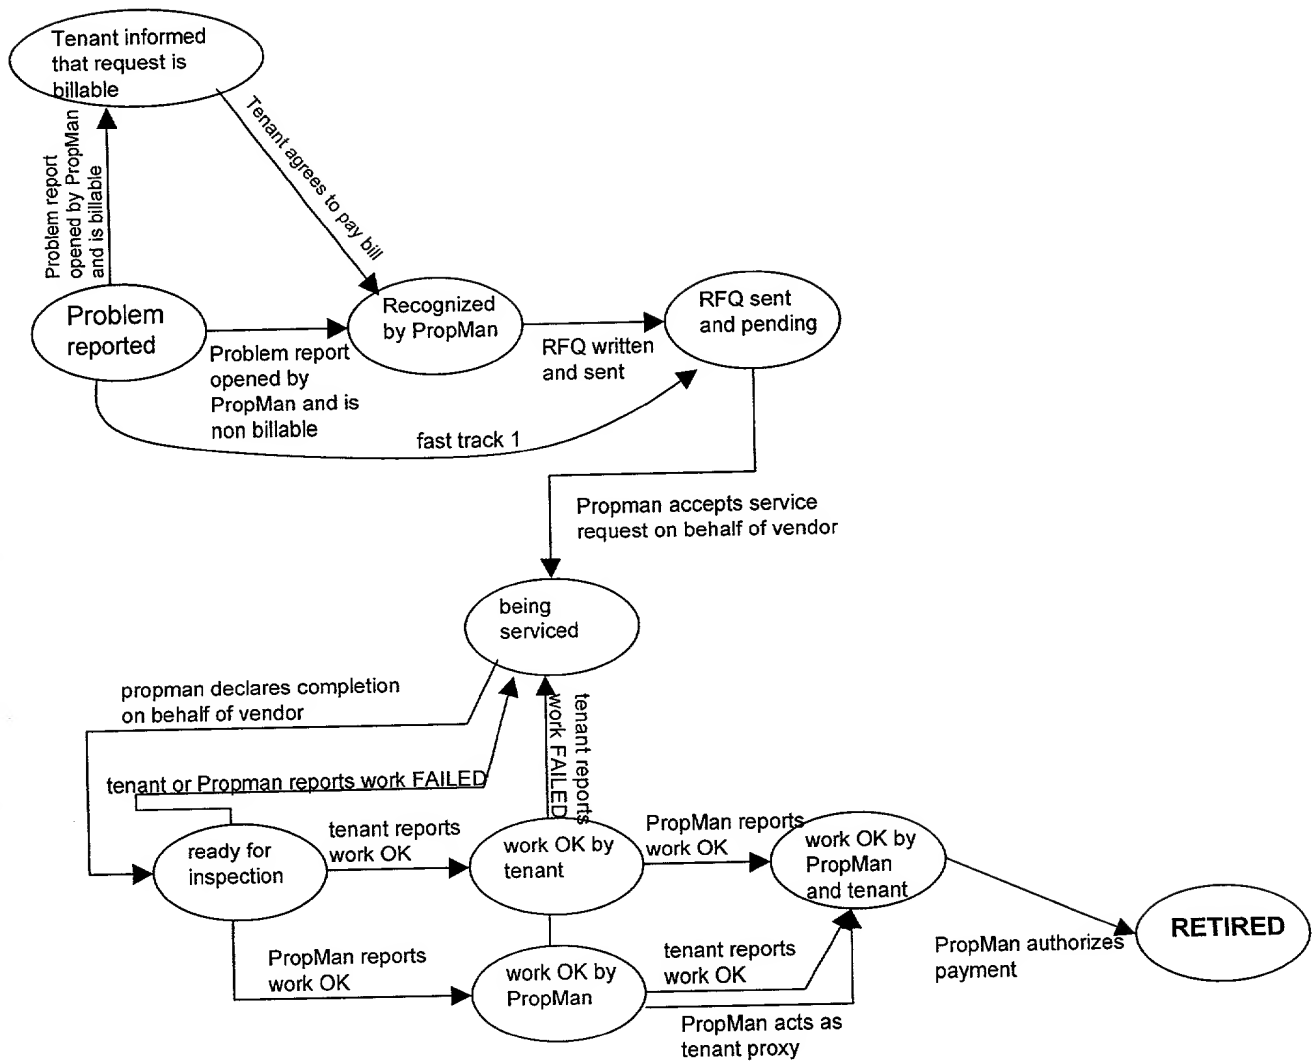 Tenant informed
that request is
billable
Problem report
opened by PropMan
and is billable
Tenant agrees to pay bill
Problem
reported
Problem report
opened by
PropMan and is
non billable
Recognized
by PropMan
RFQ written
and sent
RFQ sent
and pending
fast track 1
Propman accepts service
request on behalf of vendor
being
serviced
propman declares completion
on behalf of vendor
tenant or Propman reports work FAILED
tenant reports
work FAILED
ready for
inspection
tenant reports
work OK
work OK by
tenant
PropMan reports
work OK
work OK by
PropMan
and tenant
PropMan reports
work OK
work OK by
PropMan
tenant reports
work OK
PropMan acts as
tenant proxy
PropMan authorizes
payment
RETIRED